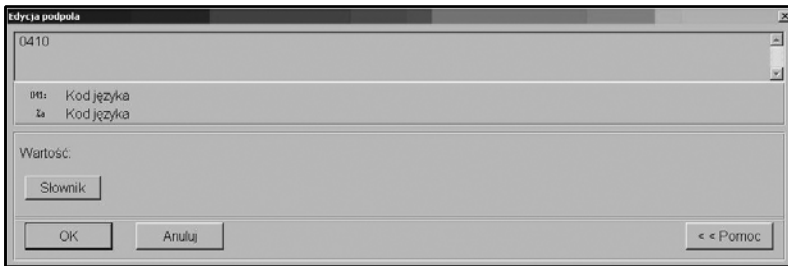 Edycja podpola
0410
041: Kod języka
%a Kod języka
Wartość:
Słownik
OK Anuluj < < Pomoc